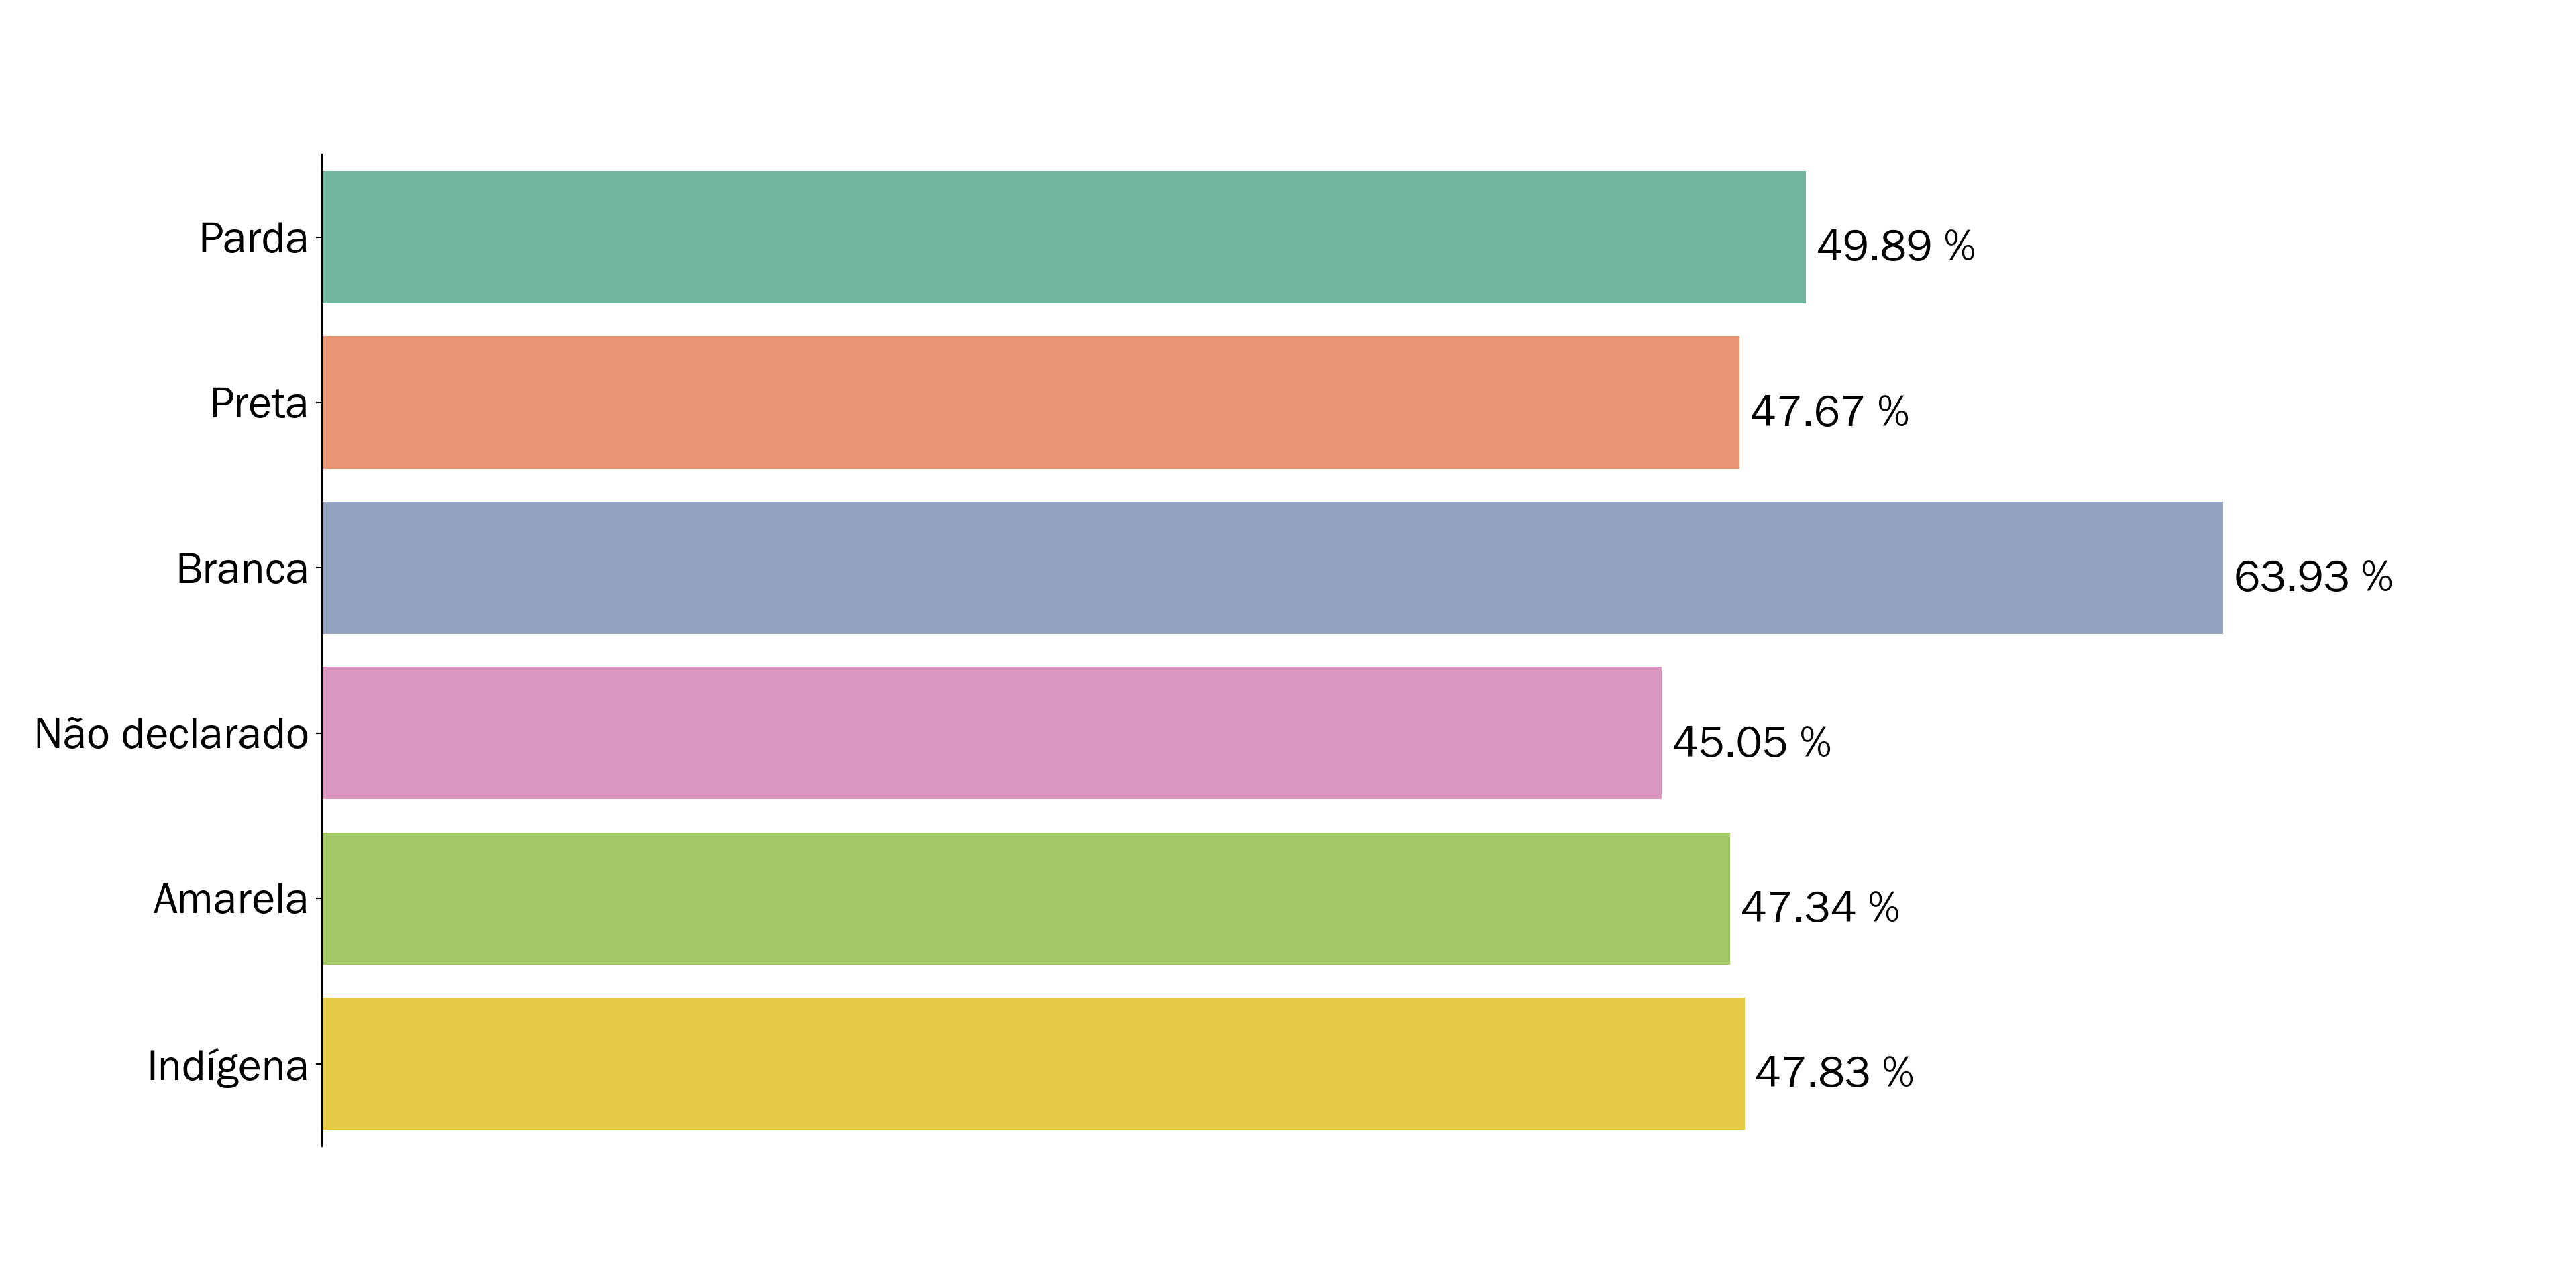 Parda 49.89 %
Preta 47.67 %
Branca 63.93 %
Não declarado 45.05 %
Amarela 47.34 %
Indígena 47.83 %